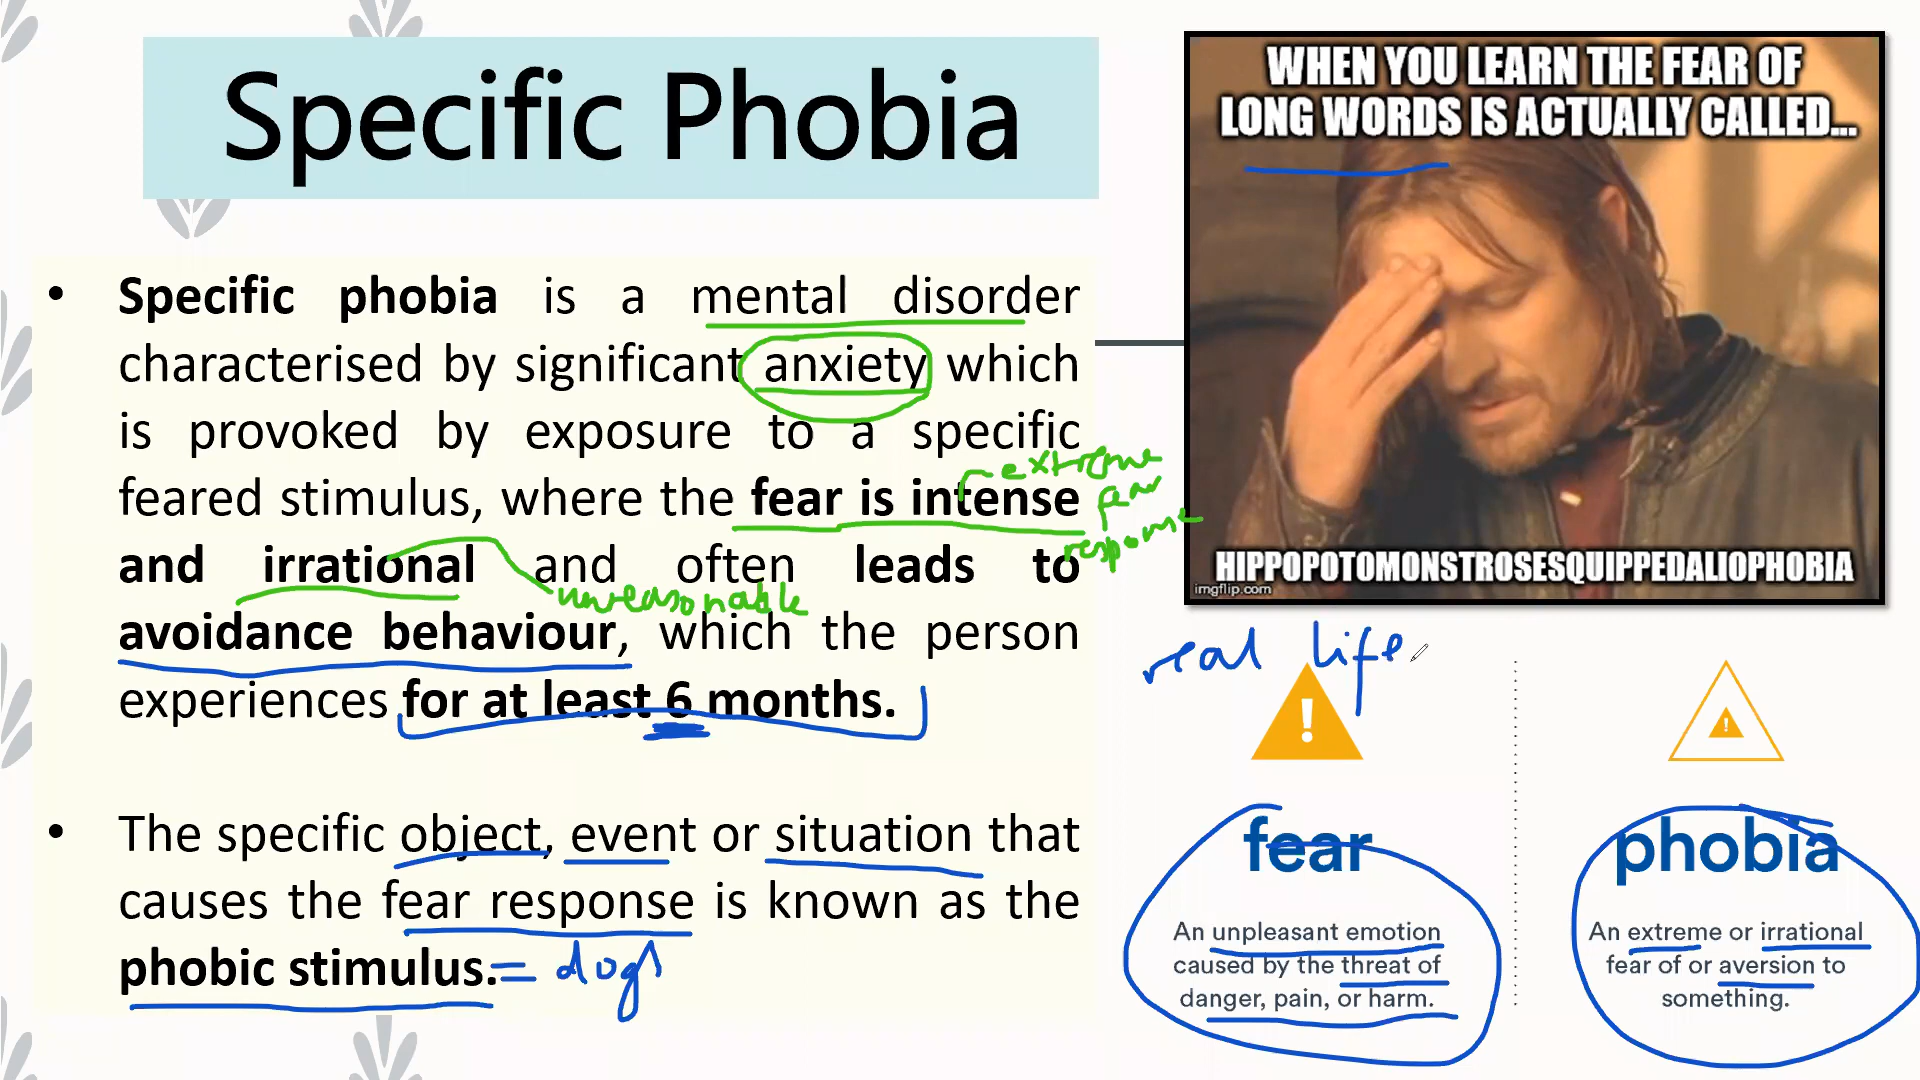 Specific Phobia
• Specific phobia is a mental disorder
characterised by significant anxiety which
is provoked by exposure to a specific
feared stimulus, where the fear is intense
and irrational and often leads to
avoidance behaviour, which the person
experiences for at least 6 months.
extreme
fear
response
unreasonable
• The specific object, event or situation that
causes the fear response is known as the
phobic stimulus.
= dogs
WHEN YOU LEARN THE FEAR OF
LONG WORDS IS ACTUALLY CALLED...
HIPPOPOTOMONSTROSESQUIPPEDALIOPHOBIA
imgflip.com
real life
!
fear
An unpleasant emotion
caused by the threat of
danger, pain, or harm.
!
phobia
An extreme or irrational
fear of or aversion to
something.